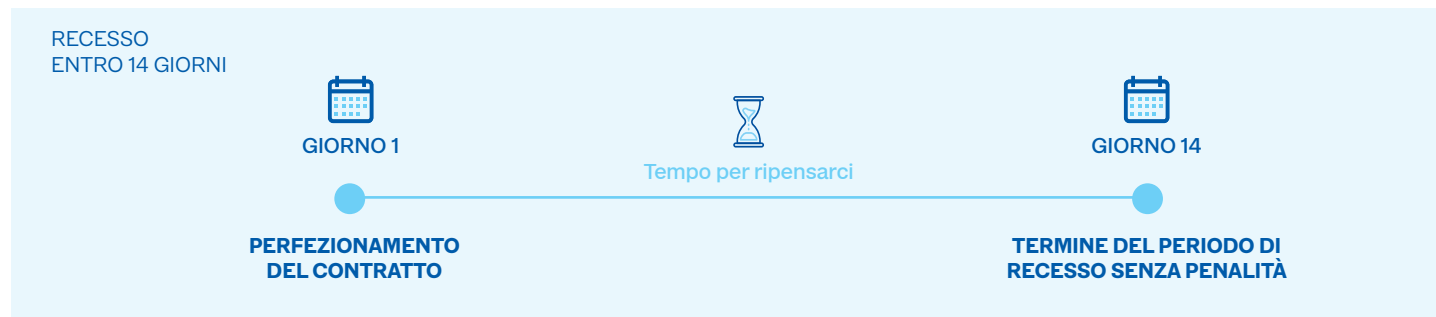 RECESSO
ENTRO 14 GIORNI
GIORNO 1
GIORNO 14
Tempo per ripensarci
PERFEZIONAMENTO
DEL CONTRATTO
TERMINE DEL PERIODO DI
RECESSO SENZA PENALITÀ